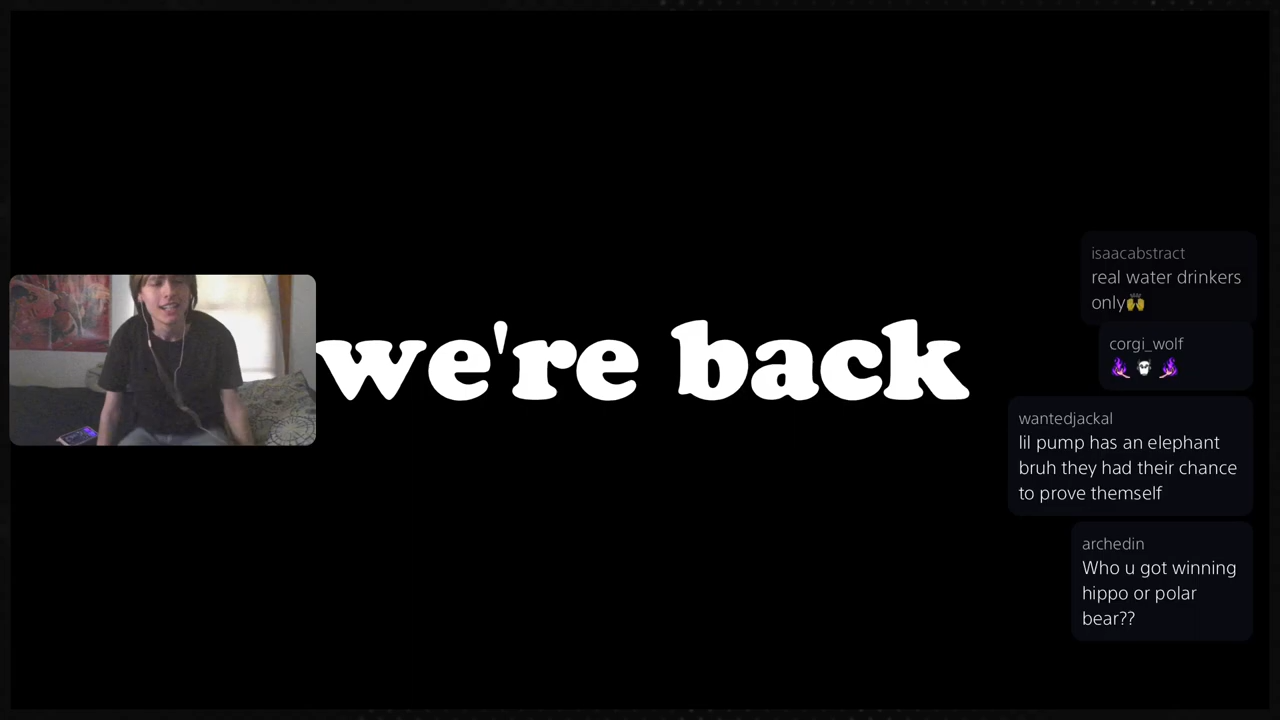 we're back
isaacabstract
real water drinkers
only🙌
corgi_wolf
wantedjackal
lil pump has an elephant
bruh they had their chance
to prove themself
archedin
Who u got winning
hippo or polar
bear??